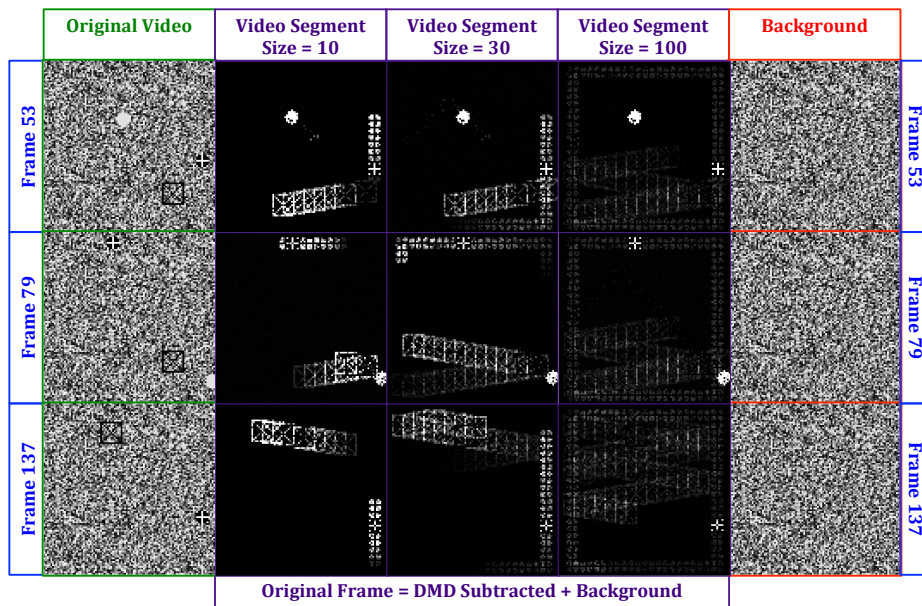 Original Video
Video Segment
Size = 10
Video Segment
Size = 30
Video Segment
Size = 100
Background
Frame 53
Frame 53
Frame 79
Frame 79
Frame 137
Frame 137
Original Frame = DMD Subtracted + Background